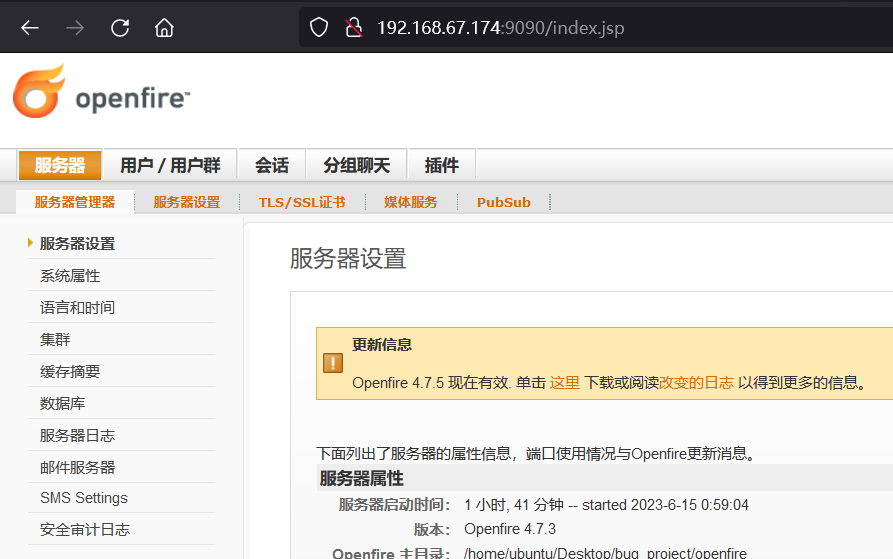 192.168.67.174:9090/index.jsp
openfire™
服务器 用户 / 用户群 会话 分组聊天 插件
服务器管理器 服务器设置 TLS/SSL证书 媒体服务 PubSub
服务器设置
系统属性
语言和时间
集群
缓存摘要
数据库
服务器日志
邮件服务器
SMS Settings
安全审计日志
服务器设置
更新信息
Openfire 4.7.5 现在有效. 单击 这里 下载或阅读改变的日志 以得到更多的信息。
下面列出了服务器的属性信息，端口使用情况与Openfire更新消息。
服务器属性
服务器启动时间： 1 小时, 41 分钟 -- started 2023-6-15 0:59:04
版本： Openfire 4.7.3
Openfire 主目录： /home/ubuntu/Desktop/bug_project/openfire